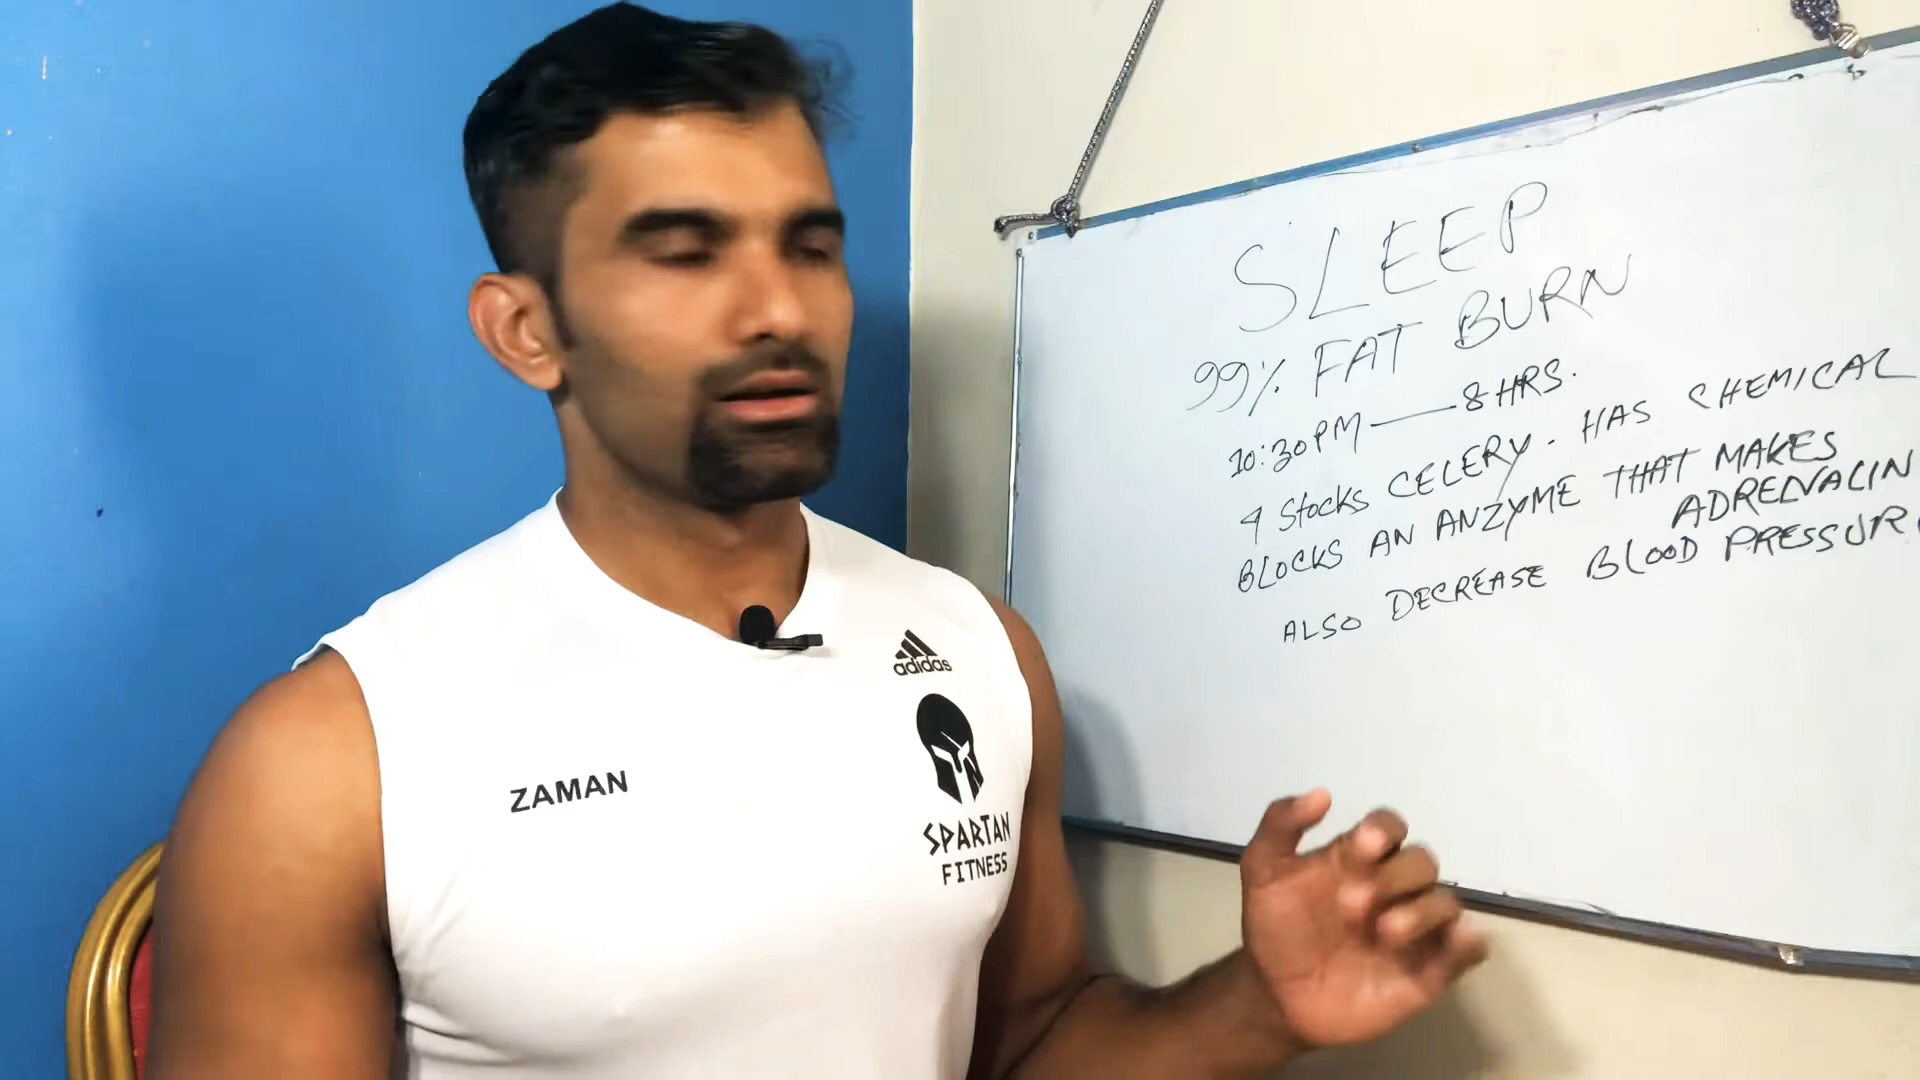 SLEEP
99% FAT BURN
10:30PM — 8 HRS.
4 StocKS CELERY. HAS CHEMICAL
BLOCKS AN ANZYME THAT MAKES
ADRENALIN
ALSO DECREASE BLOOD PRESSURE
adidas
ZAMAN
SPARTAN
FITNESS